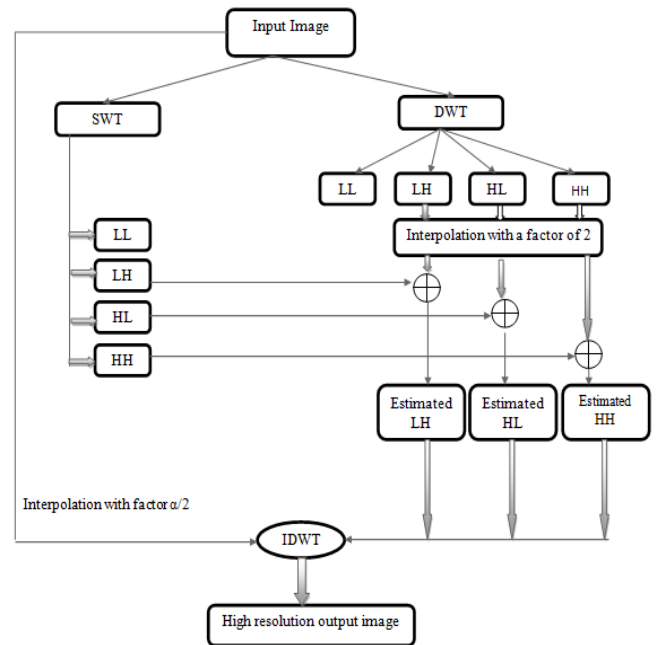 Input Image
SWT
DWT
LL
LH
HL
HH
Interpolation with a factor of 2
LL
LH
HL
HH
Estimated
LH
Estimated
HL
Estimated
HH
Interpolation with factor α/2
IDWT
High resolution output image